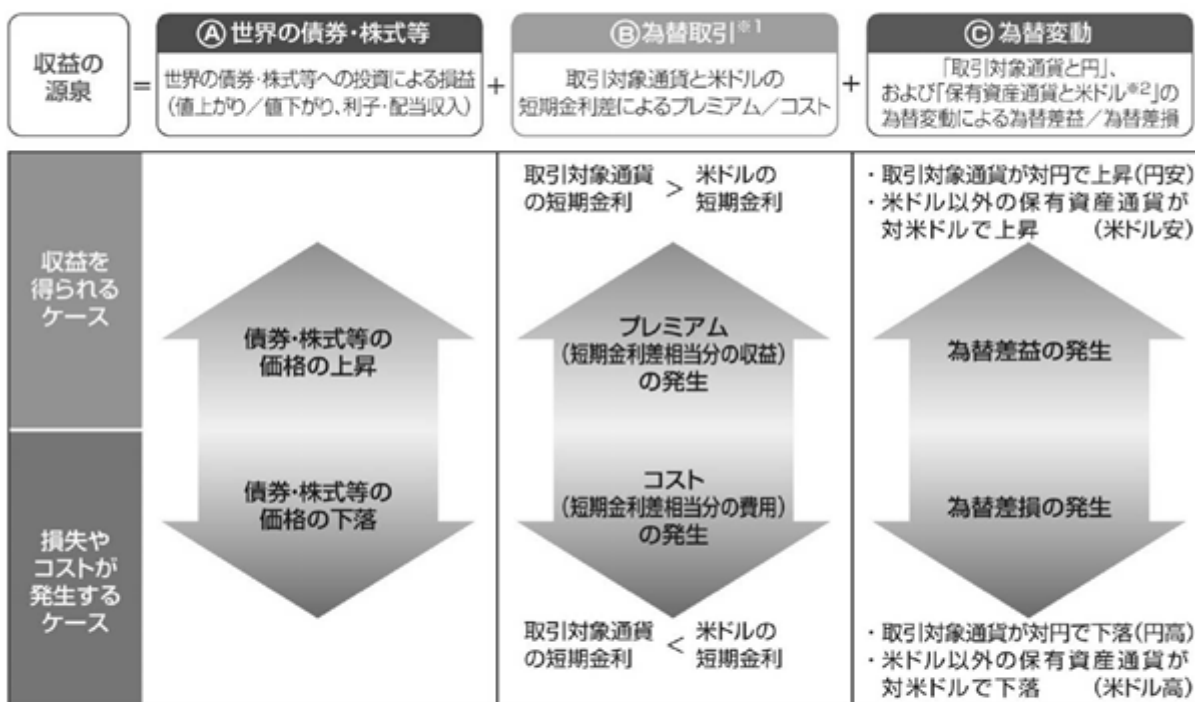 収益の
源泉
=
Ⓐ世界の債券・株式等
世界の債券・株式等への投資による損益
(値上がり／値下がり、利子・配当収入)
+
Ⓑ為替取引※1
取引対象通貨と米ドルの
短期金利差によるプレミアム／コスト
+
Ⓒ為替変動
「取引対象通貨と円」、
および「保有資産通貨と米ドル※2」の
為替変動による為替差益／為替差損
収益を
得られる
ケース
債券・株式等の
価格の上昇
取引対象通貨 > 米ドルの
の短期金利 短期金利
プレミアム
(短期金利差相当分の収益)
の発生
・取引対象通貨が対円で上昇(円安)
・米ドル以外の保有資産通貨が
対米ドルで上昇 (米ドル安)
為替差益の発生
損失や
コストが
発生する
ケース
債券・株式等の
価格の下落
コスト
(短期金利差相当分の費用)
の発生
取引対象通貨 < 米ドルの
の短期金利 短期金利
為替差損の発生
・取引対象通貨が対円で下落(円高)
・米ドル以外の保有資産通貨が
対米ドルで下落 (米ドル高)